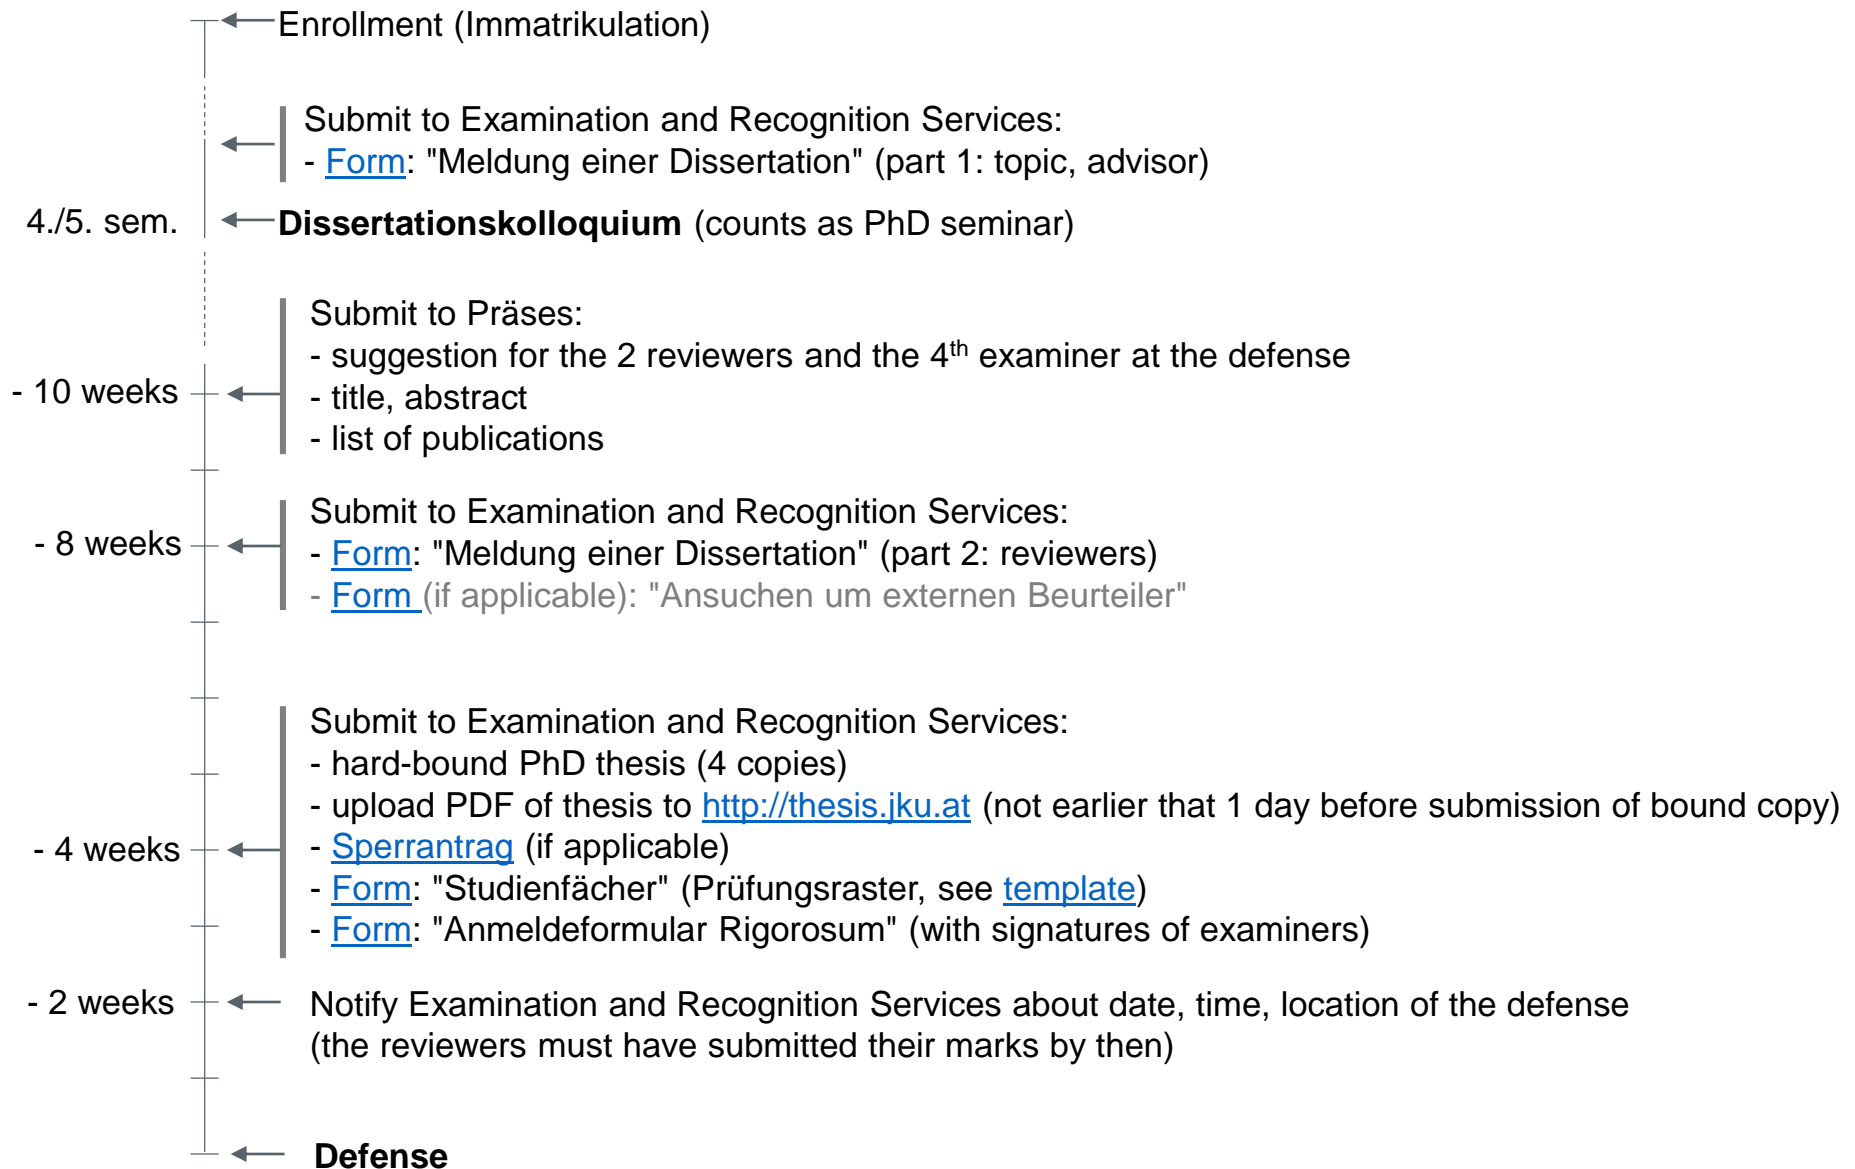 Enrollment (Immatrikulation)
Submit to Examination and Recognition Services:
- Form: "Meldung einer Dissertation" (part 1: topic, advisor)
4./5. sem.
Dissertationskolloquium (counts as PhD seminar)
Submit to Präses:
- suggestion for the 2 reviewers and the 4th examiner at the defense
- 10 weeks
- title, abstract
- list of publications
Submit to Examination and Recognition Services:
- 8 weeks
- Form: "Meldung einer Dissertation" (part 2: reviewers)
- Form (if applicable): "Ansuchen um externen Beurteiler"
Submit to Examination and Recognition Services:
- hard-bound PhD thesis (4 copies)
- upload PDF of thesis to http://thesis.jku.at (not earlier that 1 day before submission of bound copy)
- 4 weeks
- Sperrantrag (if applicable)
- Form: "Studienfächer" (Prüfungsraster, see template)
- Form: "Anmeldeformular Rigorosum" (with signatures of examiners)
- 2 weeks
Notify Examination and Recognition Services about date, time, location of the defense
(the reviewers must have submitted their marks by then)
Defense